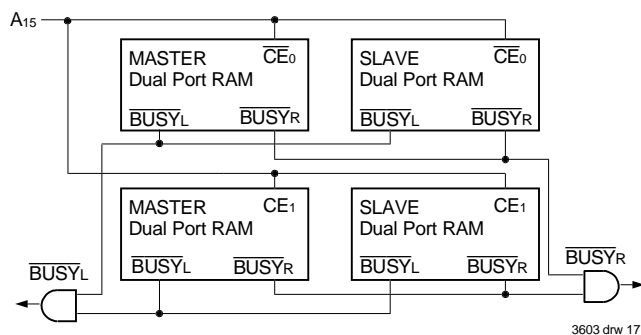 A15
MASTER CE0 SLAVE CE0
Dual Port RAM Dual Port RAM
BUSYL BUSYR BUSYL BUSYR
MASTER CE1 SLAVE CE1
Dual Port RAM Dual Port RAM
BUSYL BUSYR BUSYL BUSYR
BUSYL BUSYR
3603 drw 17